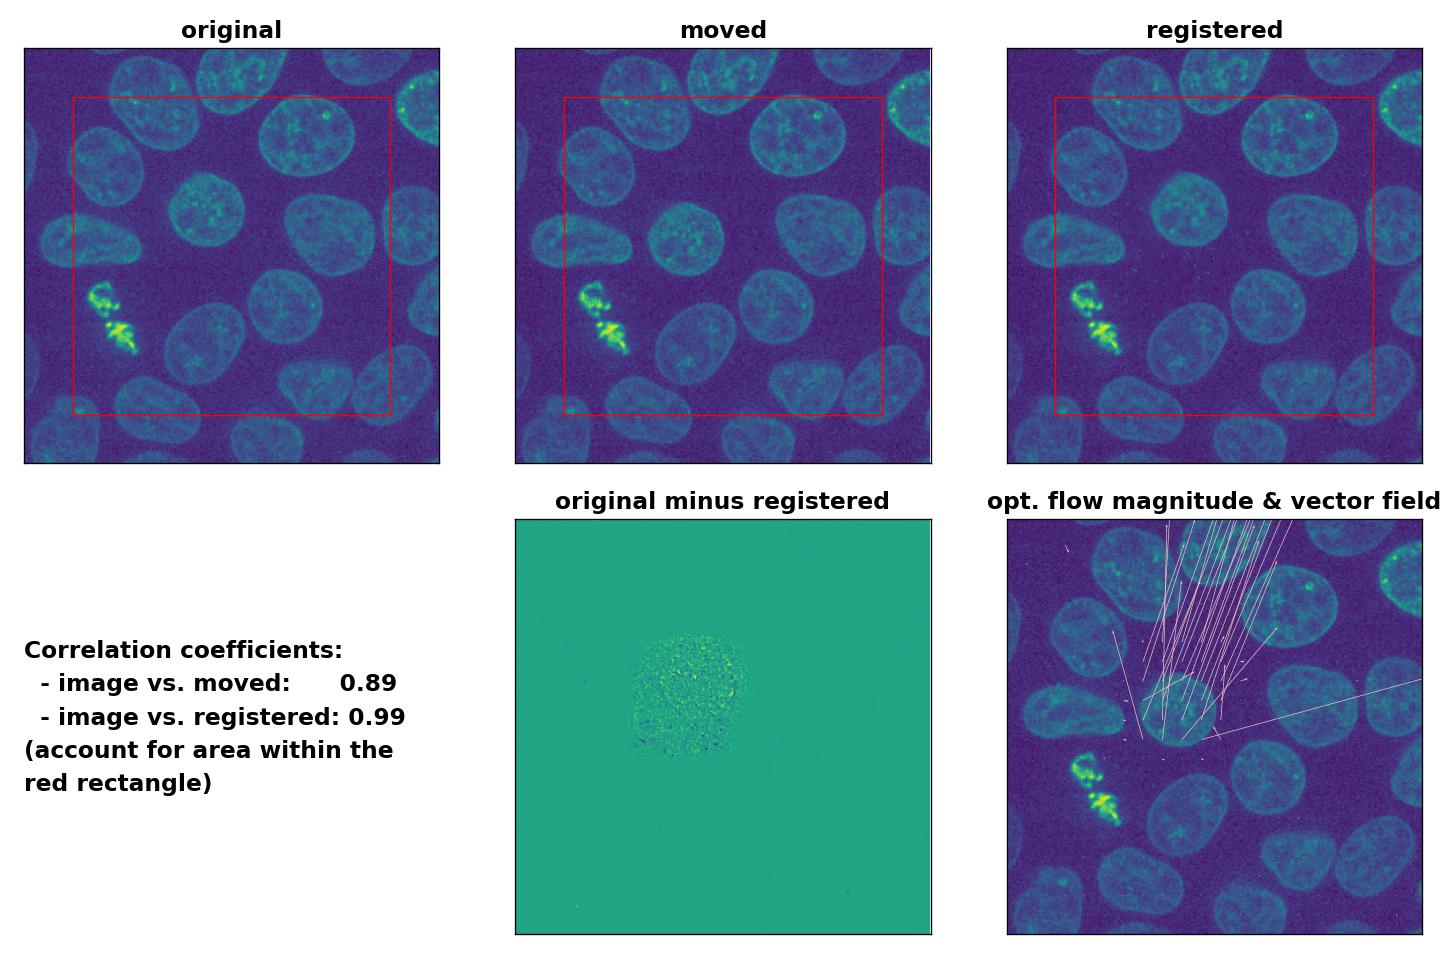 original
moved
registered
original minus registered
opt. flow magnitude & vector field
Correlation coefficients:
- image vs. moved: 0.89
- image vs. registered: 0.99
(account for area within the
red rectangle)